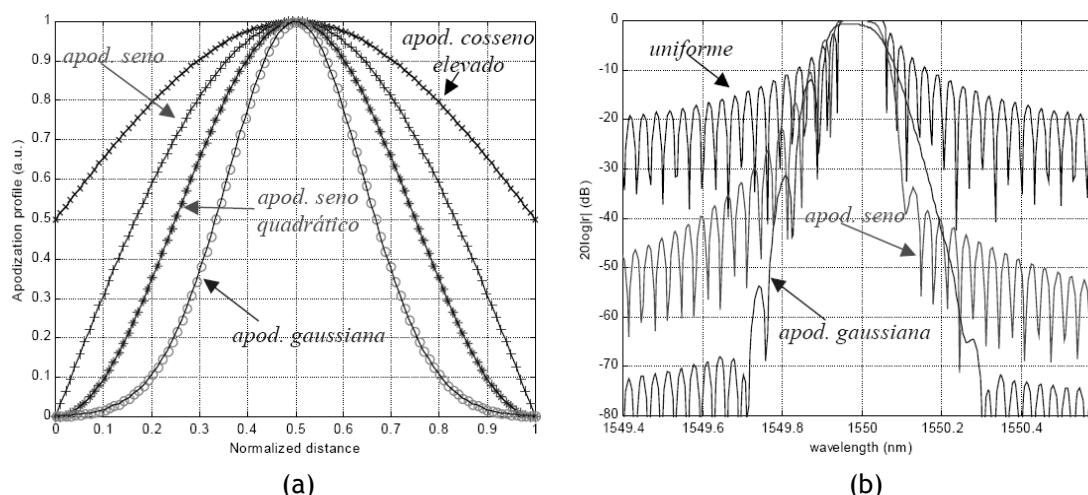 1
0.9
0.8
0.7
0.6
0.5
0.4
0.3
0.2
0.1
0
Apodization profile (a.u.)
apod. seno
apod. cosseno
elevado
apod. seno
quadrático
apod. gaussiana
0 0.1 0.2 0.1550 0.3 0.5 0.6 0.7 0.8 0.9 1
Normalized distance
(a)
0
-10
-20
-30
-40
-50
-60
-70
-80
20log|r| (dB)
uniforme
apod. seno
apod. gaussiana
1549.4 1549.6 1549.8 1550 1550.2 1550.4
wavelength (nm)
(b)